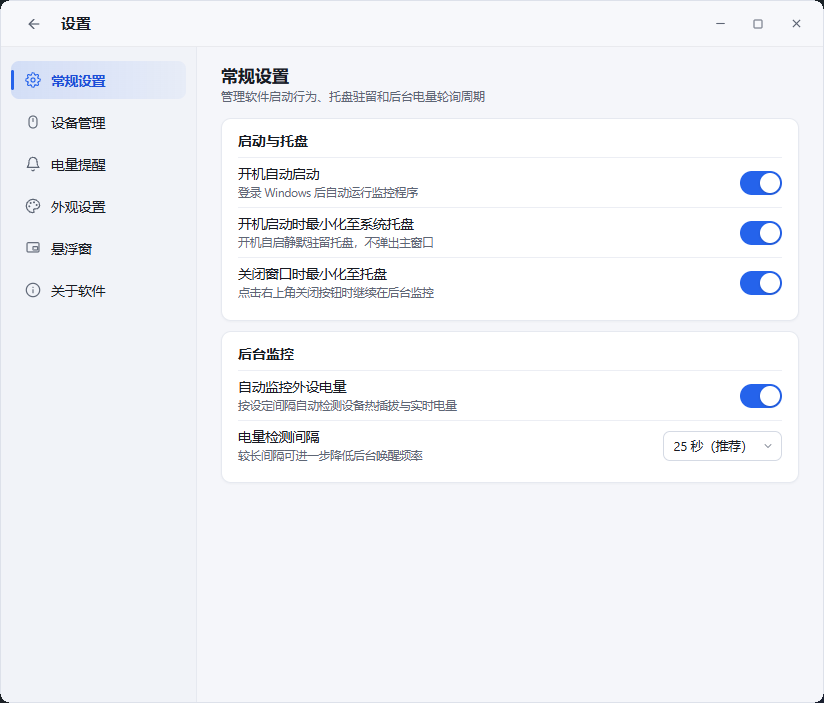 设置
常规设置
设备管理
电量提醒
外观设置
悬浮窗
关于软件
常规设置
管理软件启动行为、托盘驻留和后台电量轮询周期
启动与托盘
开机自动启动
登录 Windows 后自动运行监控程序
开机启动时最小化至系统托盘
开机自启静默驻留托盘，不弹出主窗口
关闭窗口时最小化至托盘
点击右上角关闭按钮时继续在后台监控
后台监控
自动监控外设电量
按设定间隔自动检测设备热插拔与实时电量
电量检测间隔
较长间隔可进一步降低后台唤醒频率
25 秒（推荐）